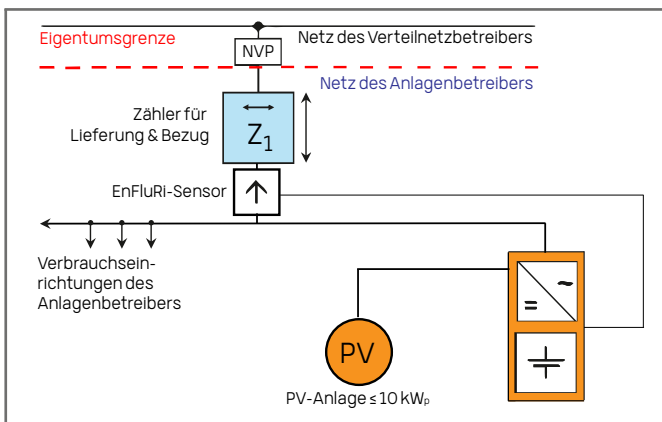 Eigentumsgrenze
NVP
Netz des Verteilnetzbetreibers
Netz des Anlagenbetreibers
Zähler für
Lieferung & Bezug
Z1
EnFluRi-Sensor
Verbrauchsein-
richtungen des
Anlagenbetreibers
PV
PV-Anlage ≤ 10 kWp